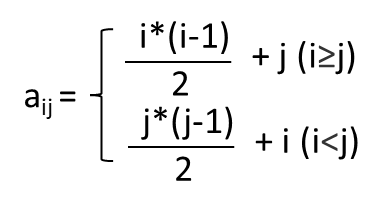 i*(i-1)
2
+ j (i≥j)
a_ij = {
j*(j-1)
2
+ i (i<j)